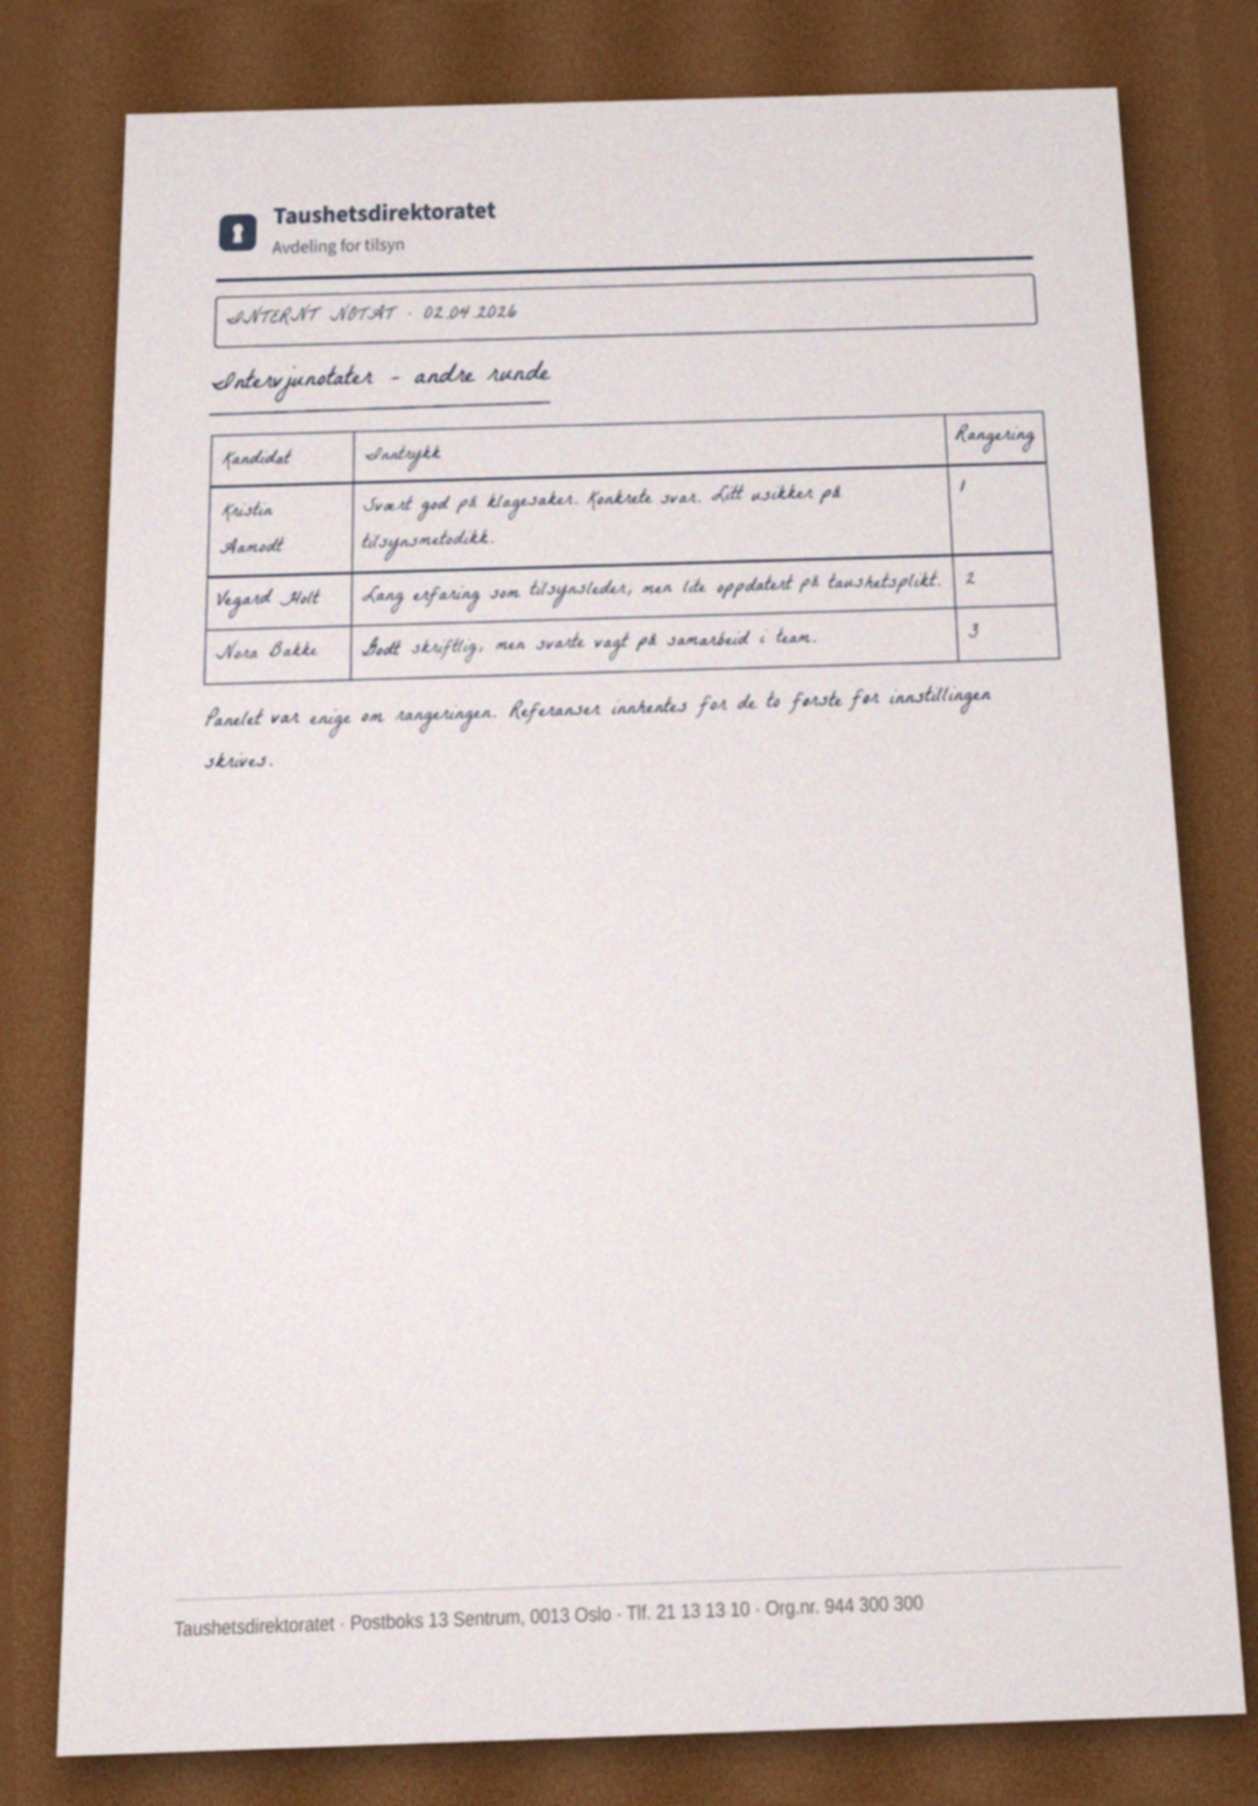 Taushetsdirektoratet
Avdeling for tilsyn
INTERNT NOTAT · 02.04.2026
Intervjunotater - andre runde
Kandidat Inntrykk Rangering
Kristin Aamodt Svært god på klagesaker. Konkrete svar. Litt usikker på tilsynsmetodikk. 1
Vegard Holt Lang erfaring som tilsynsleder, men lite oppdatert på taushetsplikt. 2
Nora Bakke Godt skriftlig, men svarte vagt på samarbeid i team. 3
Panelet var enige om rangeringen. Referanser innhentes for de to første før innstillingen
skrives.
Taushetsdirektoratet · Postboks 13 Sentrum, 0013 Oslo · Tlf. 21 13 13 10 · Org.nr. 944 300 300